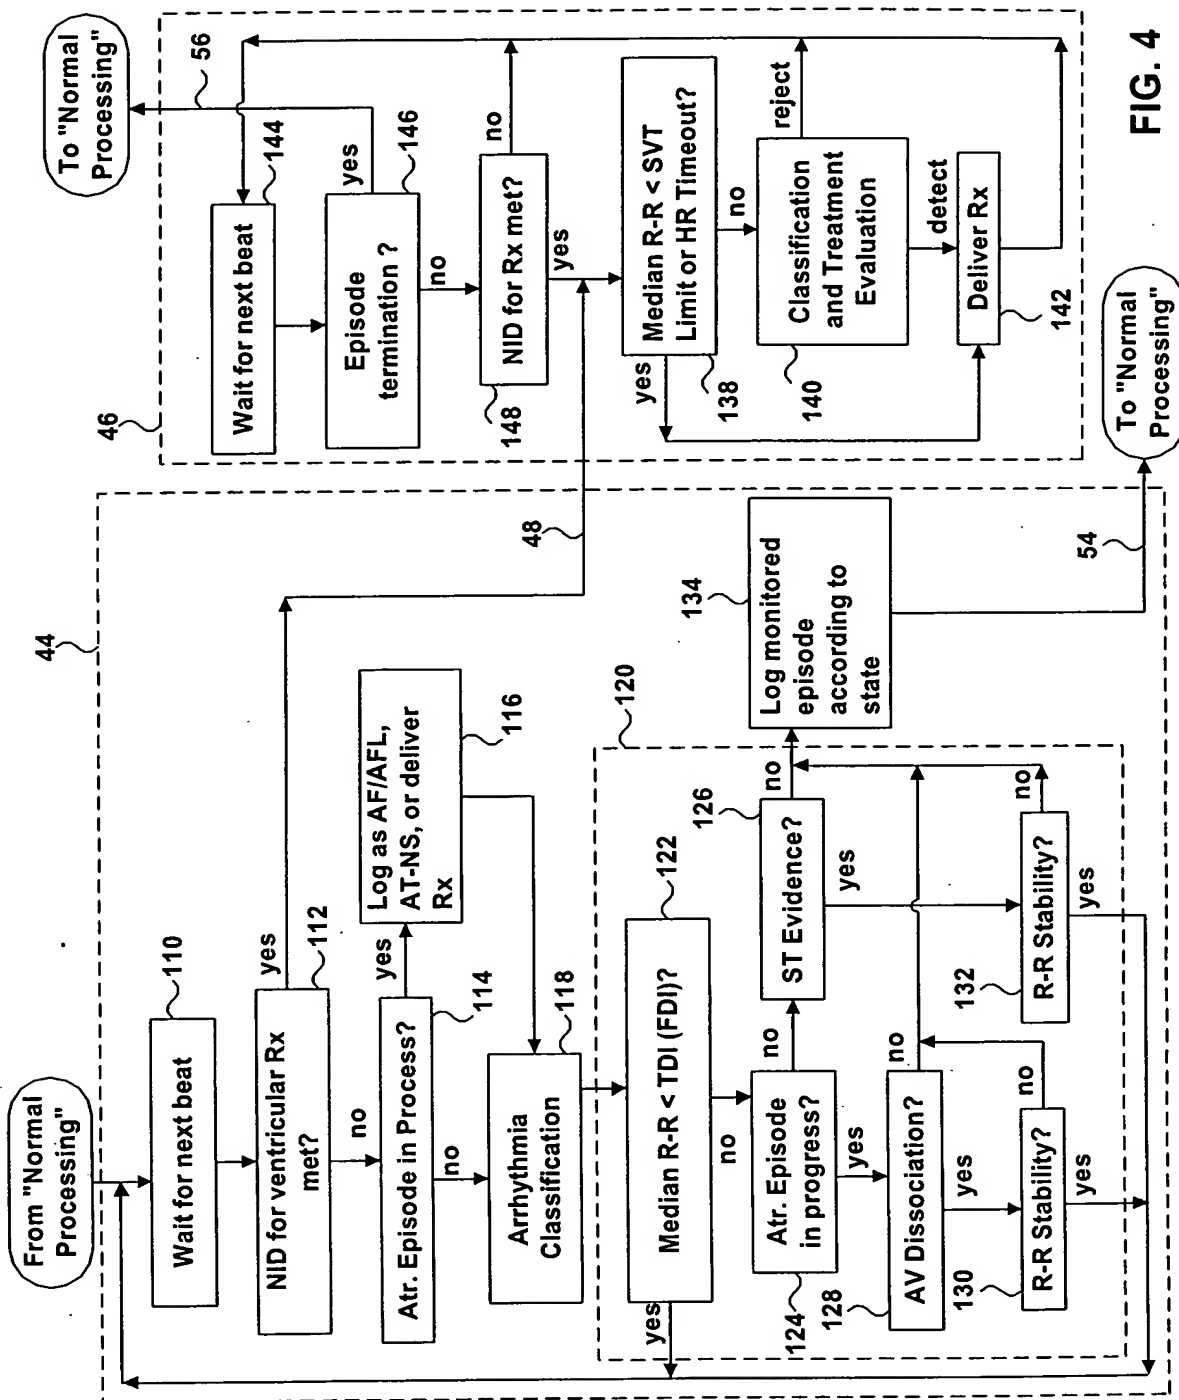 From "Normal
Processing"
44
110
Wait for next beat
NID for ventricular Rx
met?
yes
112
no
Atr. Episode in Process?
yes
114
no
Log as AF/AFL,
AT-NS, or deliver
Rx
116
Arrhythmia
Classification
118
120
Median R-R < TDI (FDI)?
122
yes
no
Atr. Episode
in progress?
124
no
yes
ST Evidence?
126
no
yes
AV Dissociation?
128
no
yes
R-R Stability?
130
no
yes
R-R Stability?
132
no
yes
134
Log monitored
episode
according to
state
48
54
To "Normal
Processing"
46
To "Normal
Processing"
56
Wait for next beat
144
Episode
termination ?
146
yes
no
NID for Rx met?
148
no
yes
Median R-R < SVT
Limit or HR Timeout?
138
yes
no
Classification
and Treatment
Evaluation
140
reject
detect
Deliver Rx
142
FIG. 4